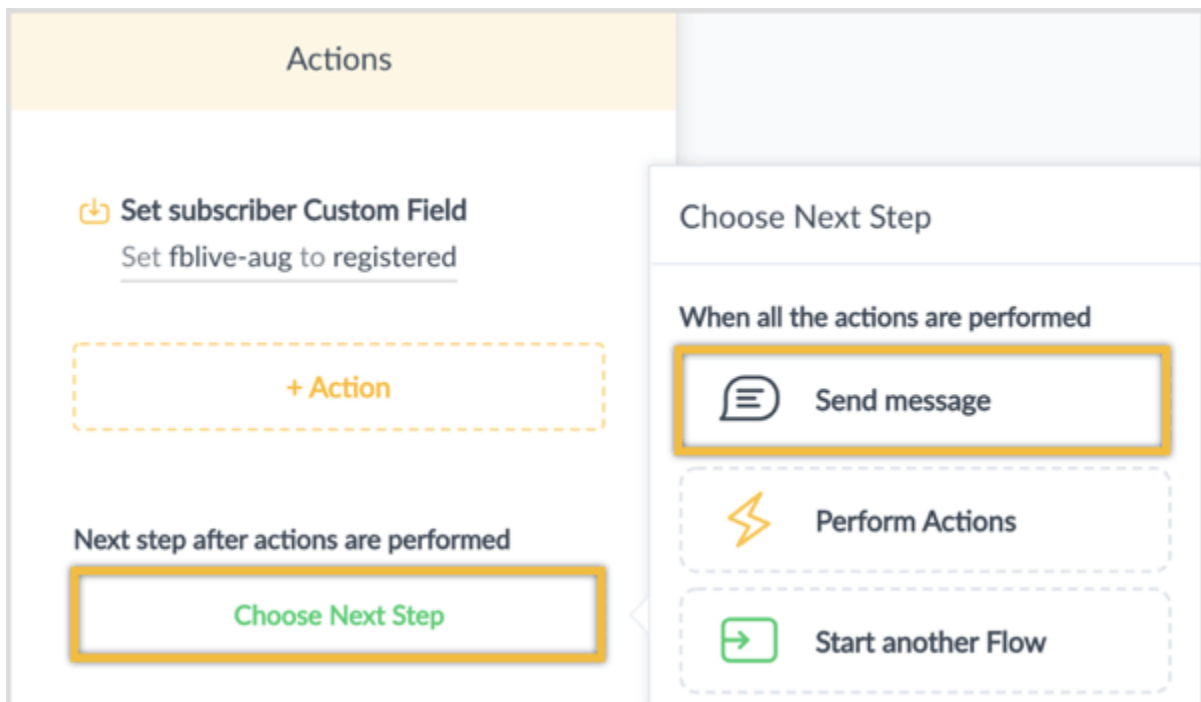 Actions
Set subscriber Custom Field
Set fblive-aug to registered
+ Action
Next step after actions are performed
Choose Next Step
Choose Next Step
When all the actions are performed
Send message
Perform Actions
Start another Flow